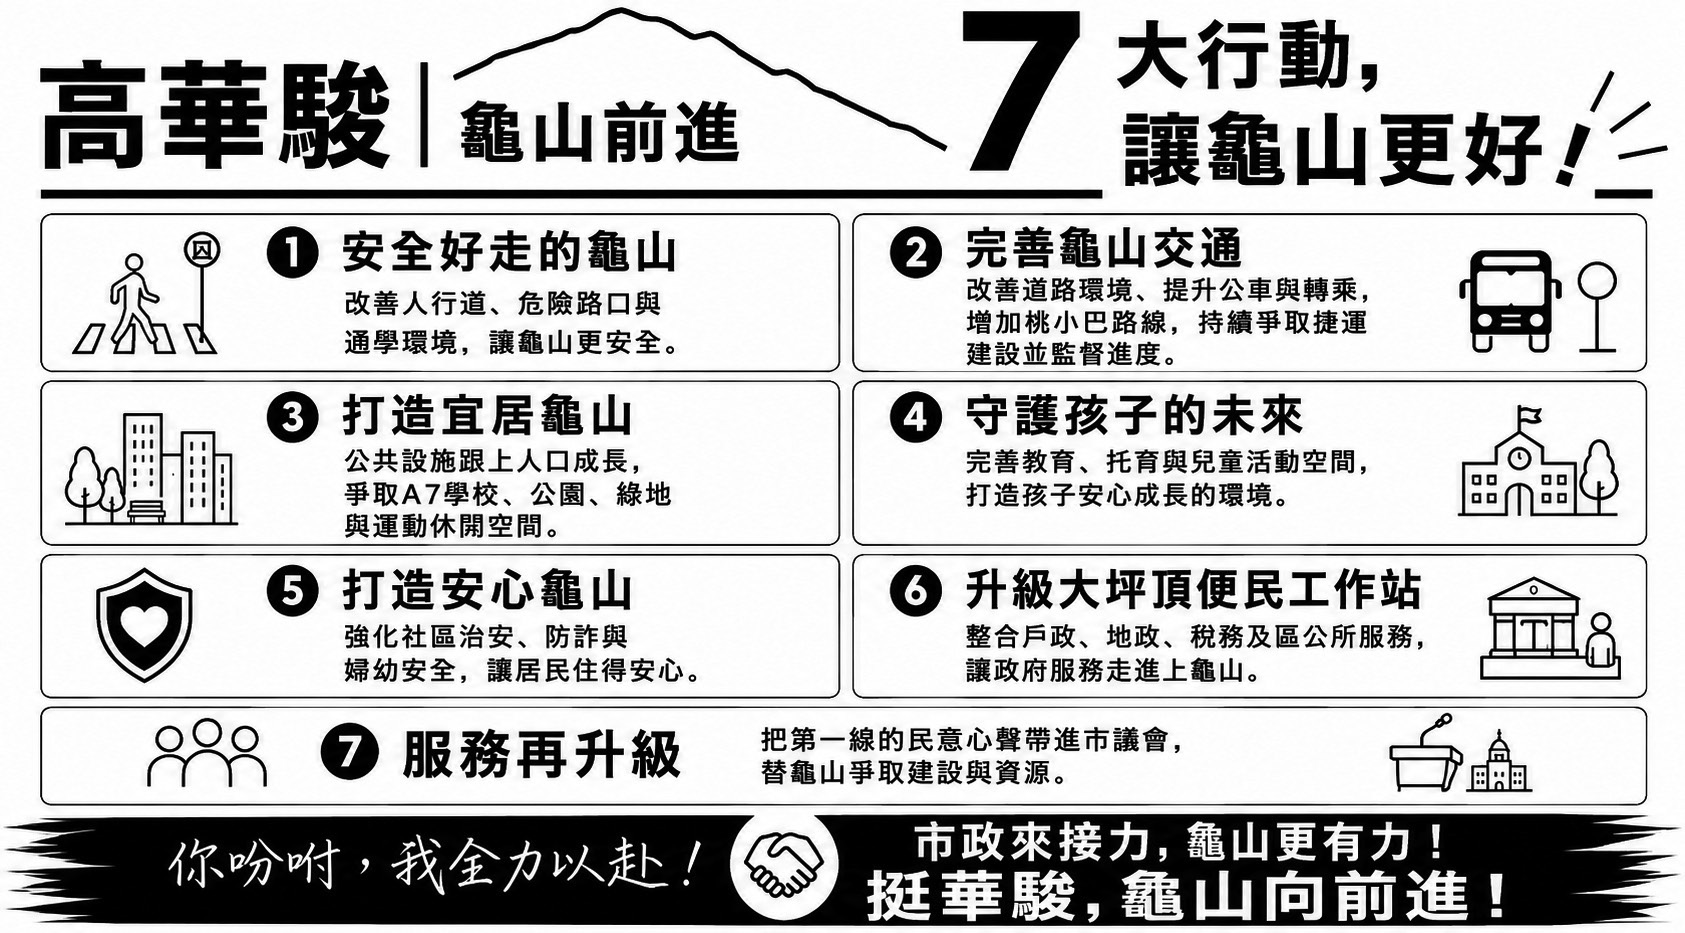 高華駿
龜山前進
7
大行動，
讓龜山更好！
囚
1 安全好走的龜山
改善人行道、危險路口與
通學環境，讓龜山更安全。
2 完善龜山交通
改善道路環境、提升公車與轉乘，
增加桃小巴路線，持續爭取捷運
建設並監督進度。
3 打造宜居龜山
公共設施跟上人口成長，
爭取A7學校、公園、綠地
與運動休閒空間。
4 守護孩子的未來
完善教育、托育與兒童活動空間，
打造孩子安心成長的環境。
5 打造安心龜山
強化社區治安、防詐與
婦幼安全，讓居民住得安心。
6 升級大坪頂便民工作站
整合戶政、地政、稅務及區公所服務，
讓政府服務走進上龜山。
7 服務再升級
把第一線的民意心聲帶進市議會，
替龜山爭取建設與資源。
你吩咐，我全力以赴！
市政來接力，龜山更有力！
挺華駿，龜山向前進！